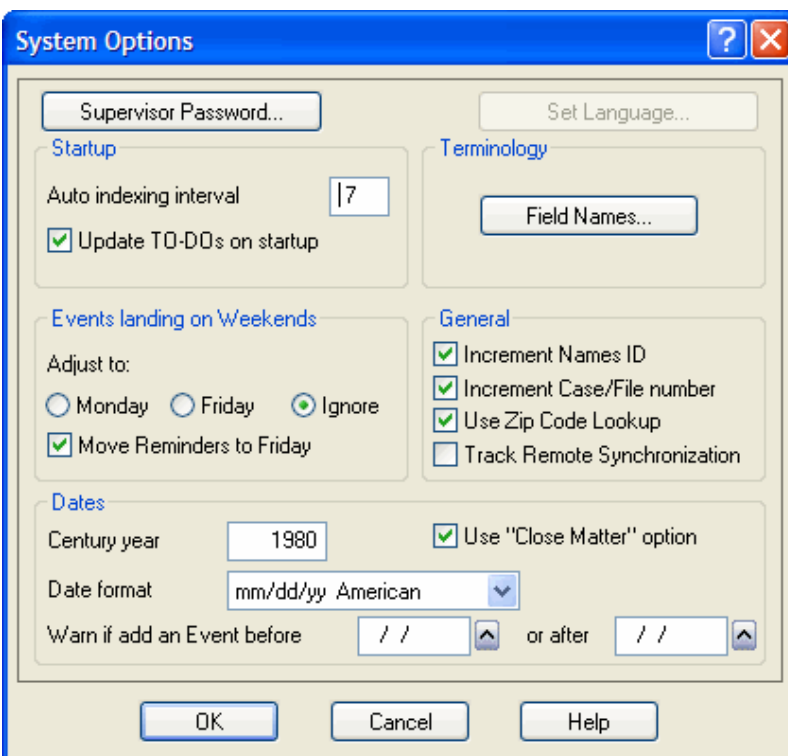 System Options
Supervisor Password...
Set Language...
Startup
Terminology
Auto indexing interval 7
Field Names...
Update TO-DOs on startup
Events landing on Weekends
General
Adjust to:
Increment Names ID
Increment Case/File number
Monday Friday Ignore
Use Zip Code Lookup
Move Reminders to Friday
Track Remote Synchronization
Dates
Century year 1980
Use "Close Matter" option
Date format mm/dd/yy American
Warn if add an Event before / / or after / /
OK Cancel Help